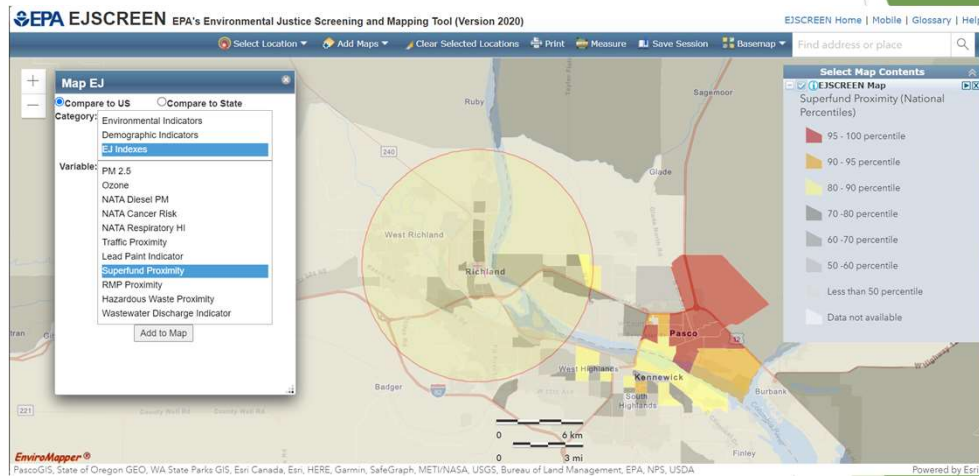 EPA EJSCREEN EPA's Environmental Justice Screening and Mapping Tool (Version 2020)
EJSCREEN Home | Mobile | Glossary | Help
Select Location Add Maps Clear Selected Locations Print Measure Save Session Basemap Find address or place
Map EJ
Compare to US Compare to State
Category:
Environmental Indicators
Demographic Indicators
EJ Indexes
Variable:
PM 2.5
Ozone
NATA Diesel PM
NATA Cancer Risk
NATA Respiratory HI
Traffic Proximity
Lead Paint Indicator
Superfund Proximity
RMP Proximity
Hazardous Waste Proximity
Wastewater Discharge Indicator
Add to Map
Select Map Contents
EJSCREEN Map
Superfund Proximity (National
Percentiles)
95 - 100 percentile
90 - 95 percentile
80 - 90 percentile
70 -80 percentile
60 -70 percentile
50 -60 percentile
Less than 50 percentile
Data not available
Ruby
Sagemoor
240
Glade
West Richland
Richland
Pasco
12
West Highlands
Kennewick
Badger
82
South
Highlands
Burbank
221
County Well Rd
County Well Rd
Finley
0 6 km
0 3 mi
EnviroMapper ®
PascoGIS, State of Oregon GEO, WA State Parks GIS, Esri Canada, Esri, HERE, Garmin, SafeGraph, METI/NASA, USGS, Bureau of Land Management, EPA, NPS, USDA
Powered by Esri